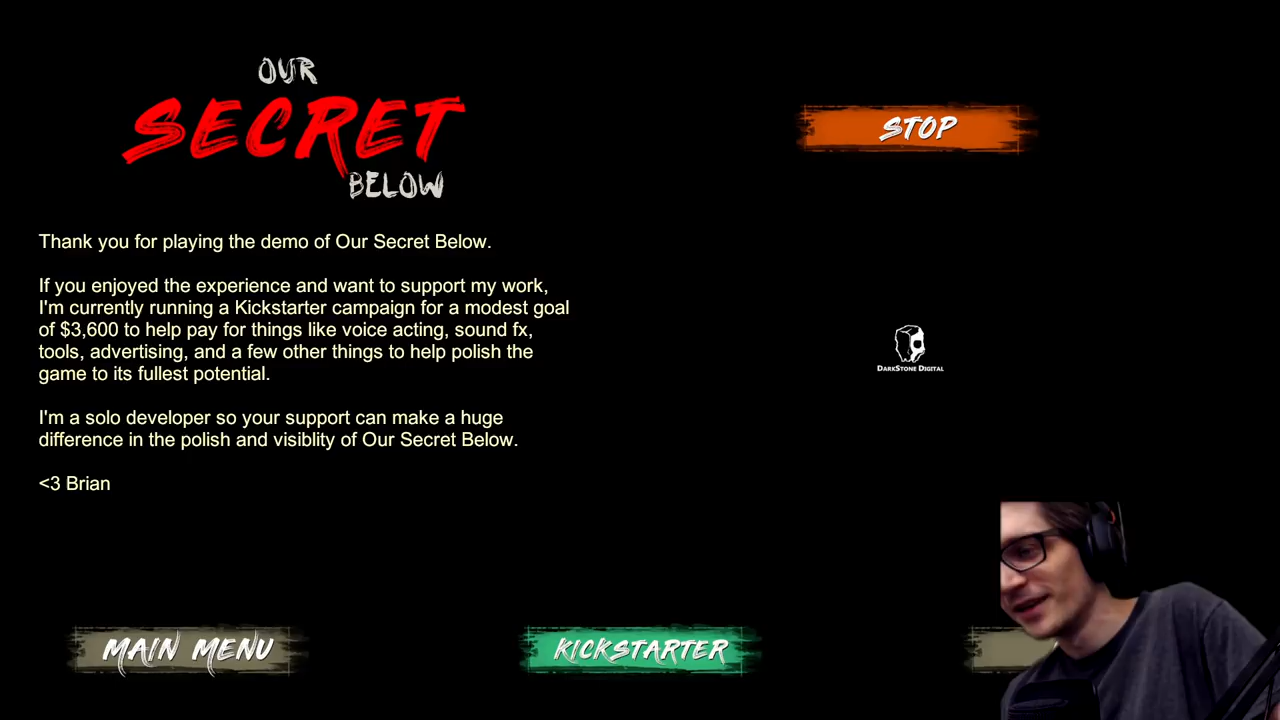 OUR
SECRET
BELOW
STOP
Thank you for playing the demo of Our Secret Below.
If you enjoyed the experience and want to support my work,
I'm currently running a Kickstarter campaign for a modest goal
of $3,600 to help pay for things like voice acting, sound fx,
tools, advertising, and a few other things to help polish the
game to its fullest potential.
I'm a solo developer so your support can make a huge
difference in the polish and visiblity of Our Secret Below.
<3 Brian
DARKSTONE DIGITAL
MAIN MENU
KICKSTARTER